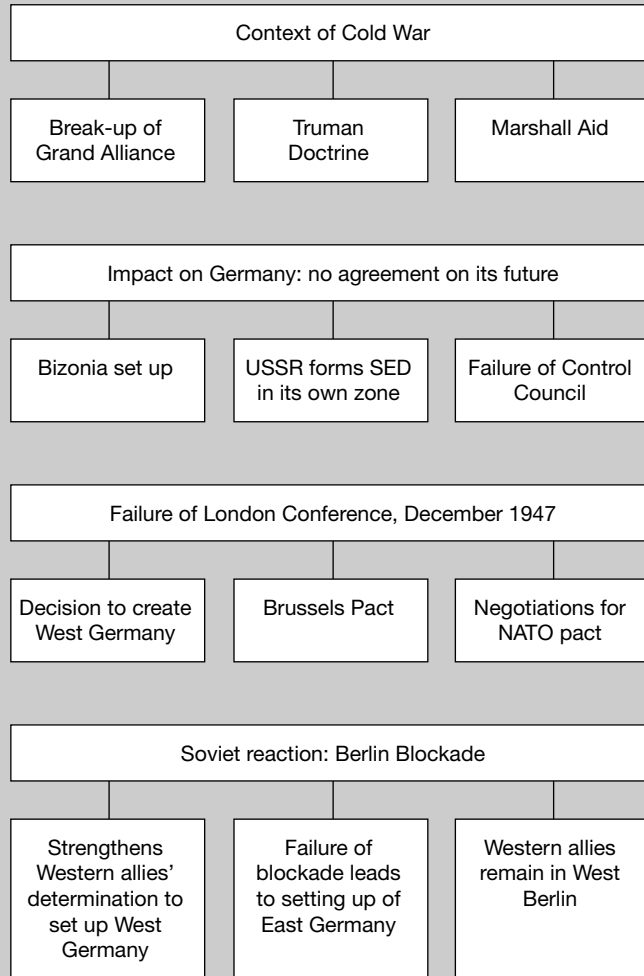 Context of Cold War
Break-up of
Grand Alliance
Truman
Doctrine
Marshall Aid
Impact on Germany: no agreement on its future
Bizonia set up
USSR forms SED
in its own zone
Failure of Control
Council
Failure of London Conference, December 1947
Decision to create
West Germany
Brussels Pact
Negotiations for
NATO pact
Soviet reaction: Berlin Blockade
Strengthens
Western allies’
determination to
set up West
Germany
Failure of
blockade leads
to setting up of
East Germany
Western allies
remain in West
Berlin